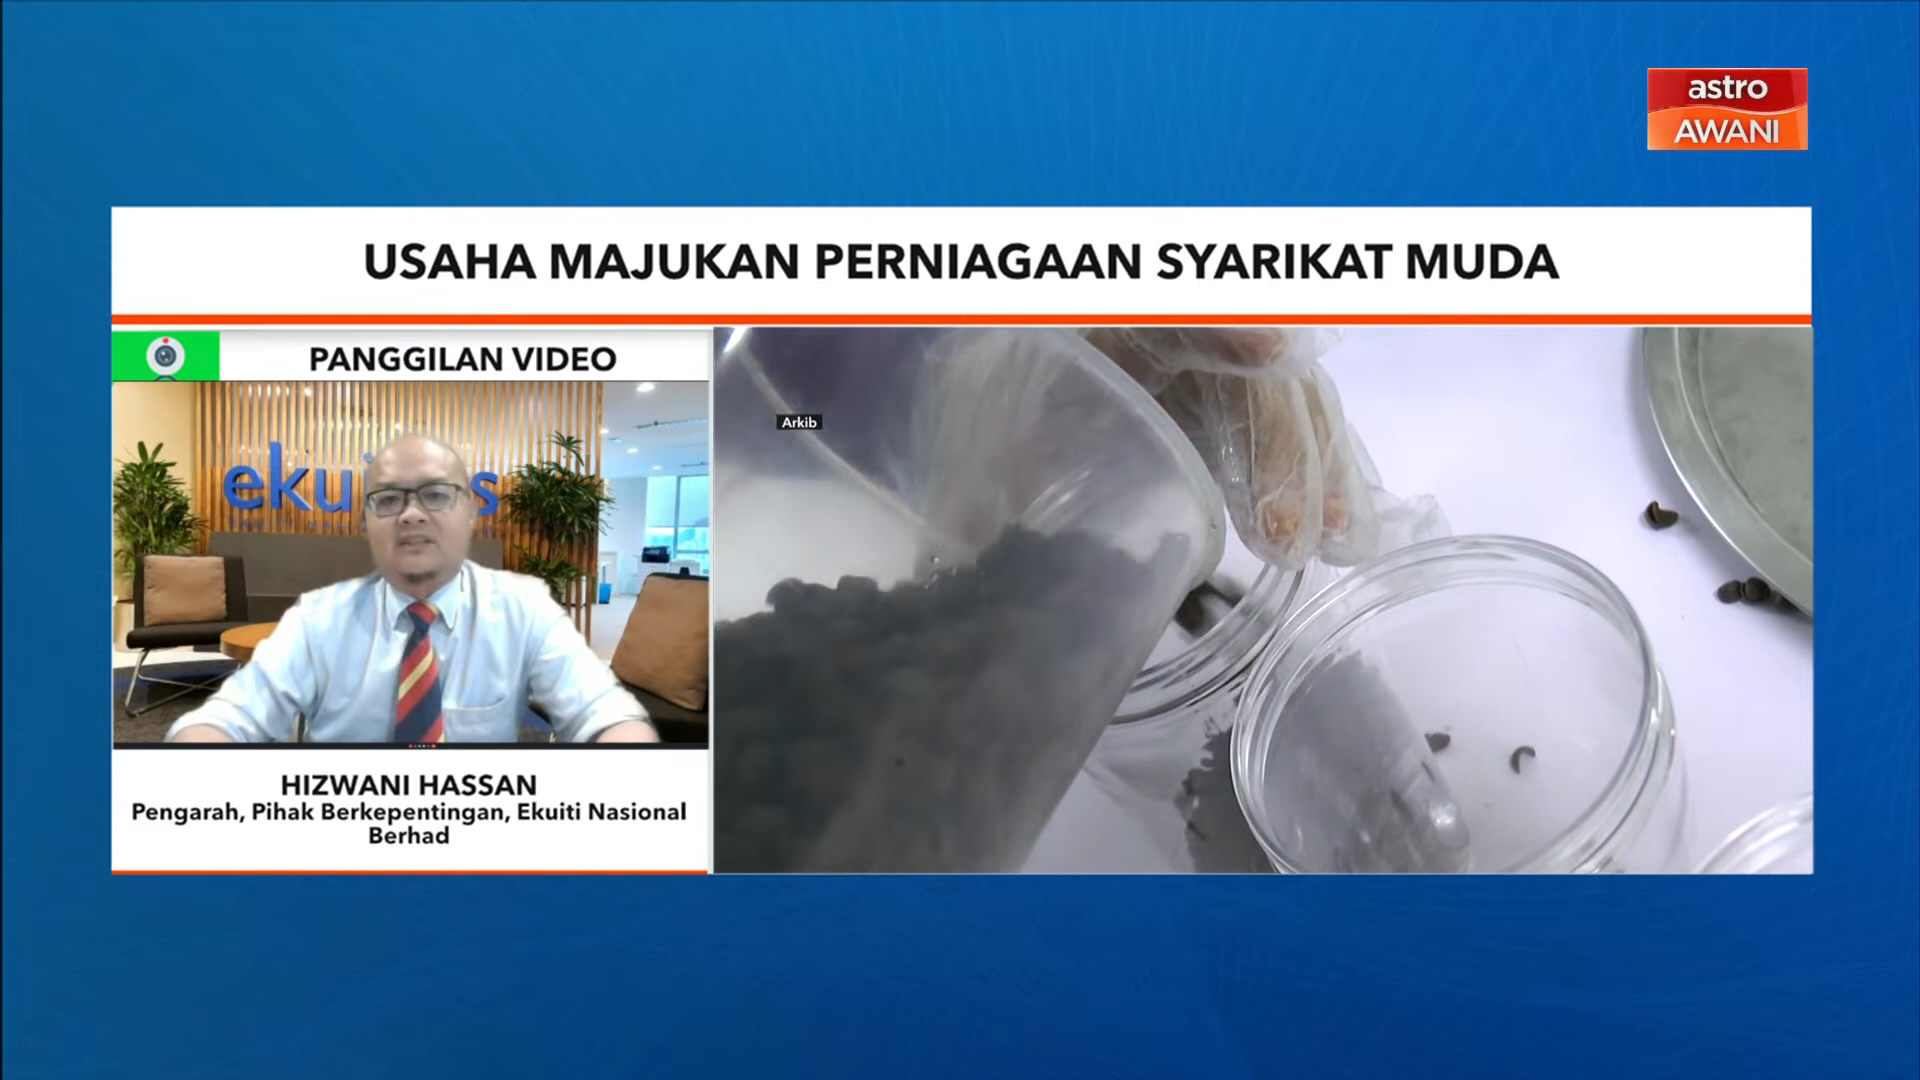 astro
AWANI
USAHA MAJUKAN PERNIAGAAN SYARIKAT MUDA
PANGGILAN VIDEO
Arkib
HIZWANI HASSAN
Pengarah, Pihak Berkepentingan, Ekuiti Nasional
Berhad